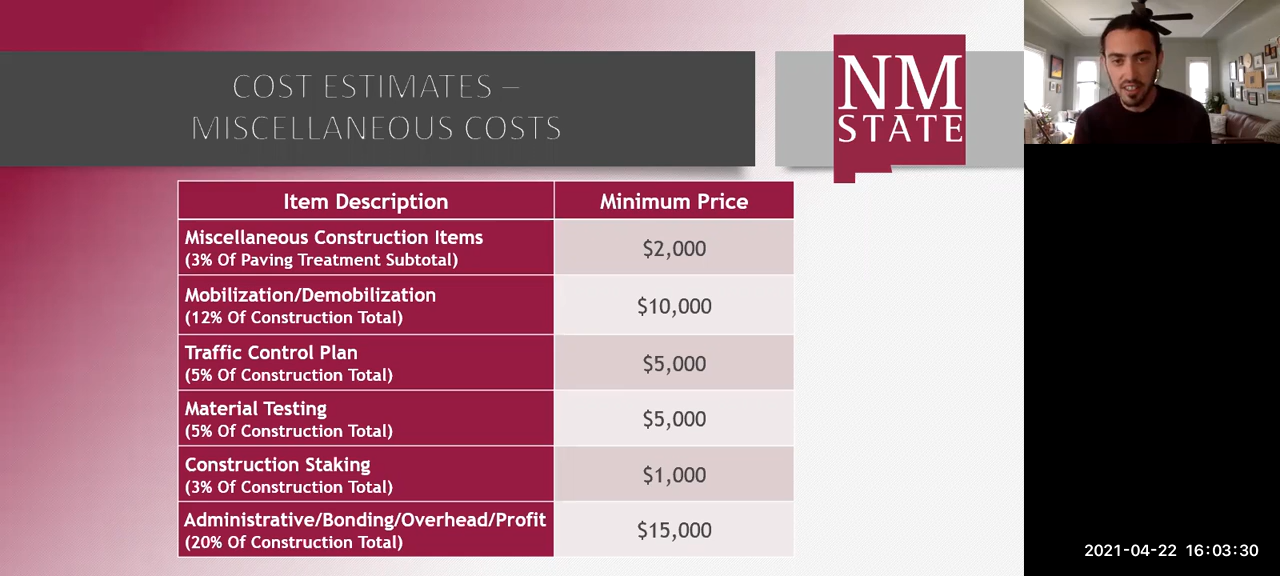 COST ESTIMATES –
MISCELLANEOUS COSTS
NM
STATE
Item Description
Minimum Price
Miscellaneous Construction Items
(3% Of Paving Treatment Subtotal)
$2,000
Mobilization/Demobilization
(12% Of Construction Total)
$10,000
Traffic Control Plan
(5% Of Construction Total)
$5,000
Material Testing
(5% Of Construction Total)
$5,000
Construction Staking
(3% Of Construction Total)
$1,000
Administrative/Bonding/Overhead/Profit
(20% Of Construction Total)
$15,000
2021-04-22 16:03:30